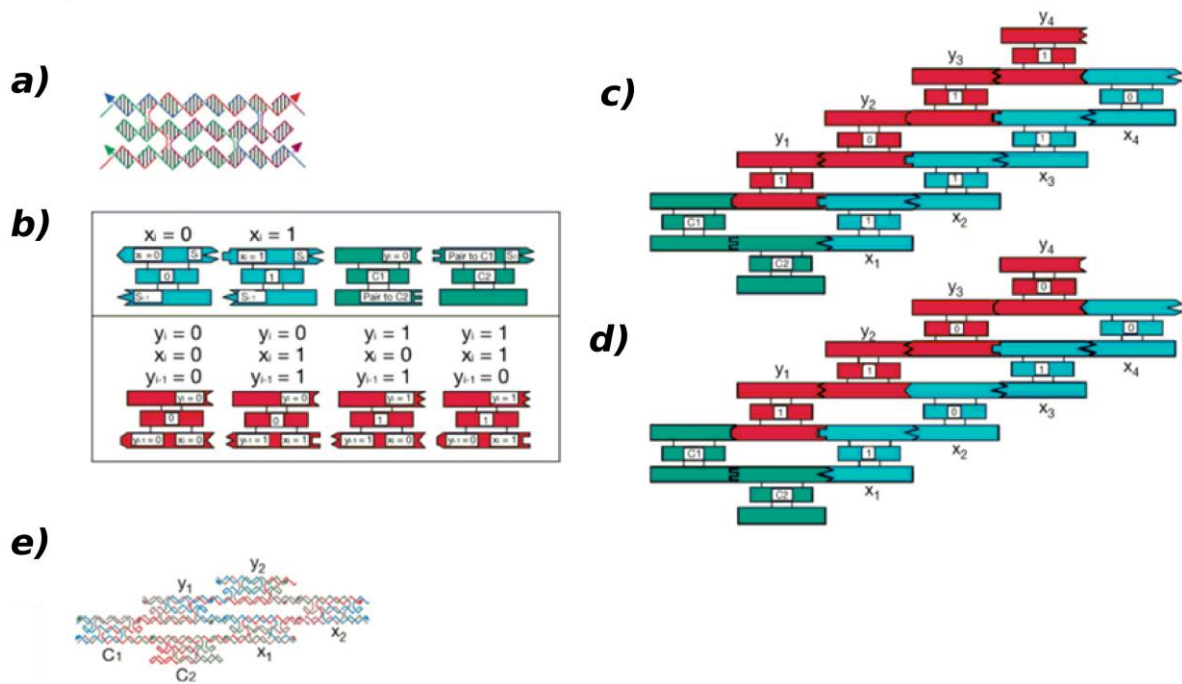 a)
b)
xᵢ = 0
xᵢ = 1
xᵢ = 0 Sᵢ
xᵢ = 1 Sᵢ
yᵢ = 0
Pair to C1 S₀
0
1
C1
C2
Sᵢ₋₁
Sᵢ₋₁
Pair to C2
yᵢ = 0 yᵢ = 0 yᵢ = 1 yᵢ = 1
xᵢ = 0 xᵢ = 1 xᵢ = 0 xᵢ = 1
yᵢ₋₁ = 0 yᵢ₋₁ = 1 yᵢ₋₁ = 1 yᵢ₋₁ = 0
yᵢ = 0 yᵢ = 0 yᵢ = 1 yᵢ = 1
0 0 1 1
yᵢ₋₁ = 0 xᵢ = 0
yᵢ₋₁ = 1 xᵢ = 1
yᵢ₋₁ = 1 xᵢ = 0
yᵢ₋₁ = 0 xᵢ = 1
c)
y₄
1
y₃
1 0
y₂
0 1
x₄
y₁
1 1
x₃
C1 1
x₂
x₁
C2
d)
y₄
0
y₃
0 0
y₂
1 1
x₄
y₁
1 0
x₃
C1 1
x₂
x₁
C2
e)
y₂
y₁
x₂
C₁
x₁
C₂